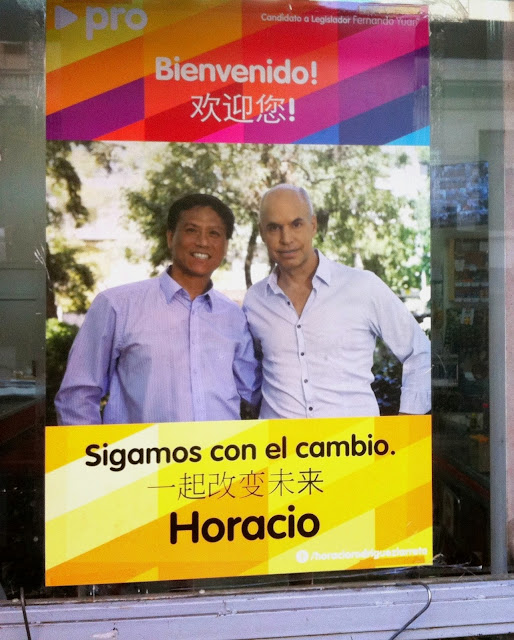 pro
Candidato a Legislador Fernando Yuan
Bienvenido!
欢迎您!
Sigamos con el cambio.
一起改变未来
Horacio
/horaciorodriguezlarreta